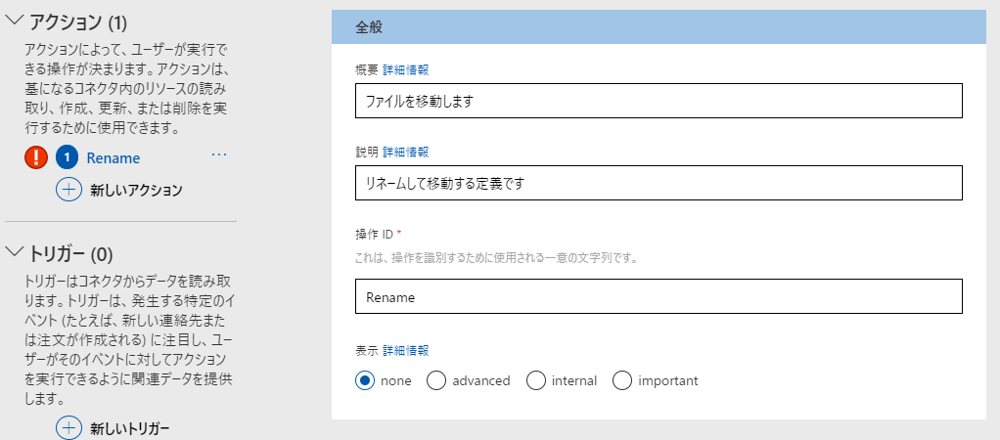 アクション (1)
アクションによって、ユーザーが実行で
きる操作が決まります。アクションは、
基になるコネクタ内のリソースの読み
取り、作成、更新、または削除を実
行するために使用できます。
! 1 Rename ...
新しいアクション
トリガー (0)
トリガーはコネクタからデータを読み取
ります。トリガーは、発生する特定のイ
ベント (たとえば、新しい連絡先また
は注文が作成される) に注目し、ユー
ザーがそのイベントに対してアクション
を実行できるように関連データを提供
します。
新しいトリガー
全般
概要 詳細情報
ファイルを移動します
説明 詳細情報
リネームして移動する定義です
操作 ID *
これは、操作を識別するために使用される一意の文字列です。
Rename
表示 詳細情報
none advanced internal important